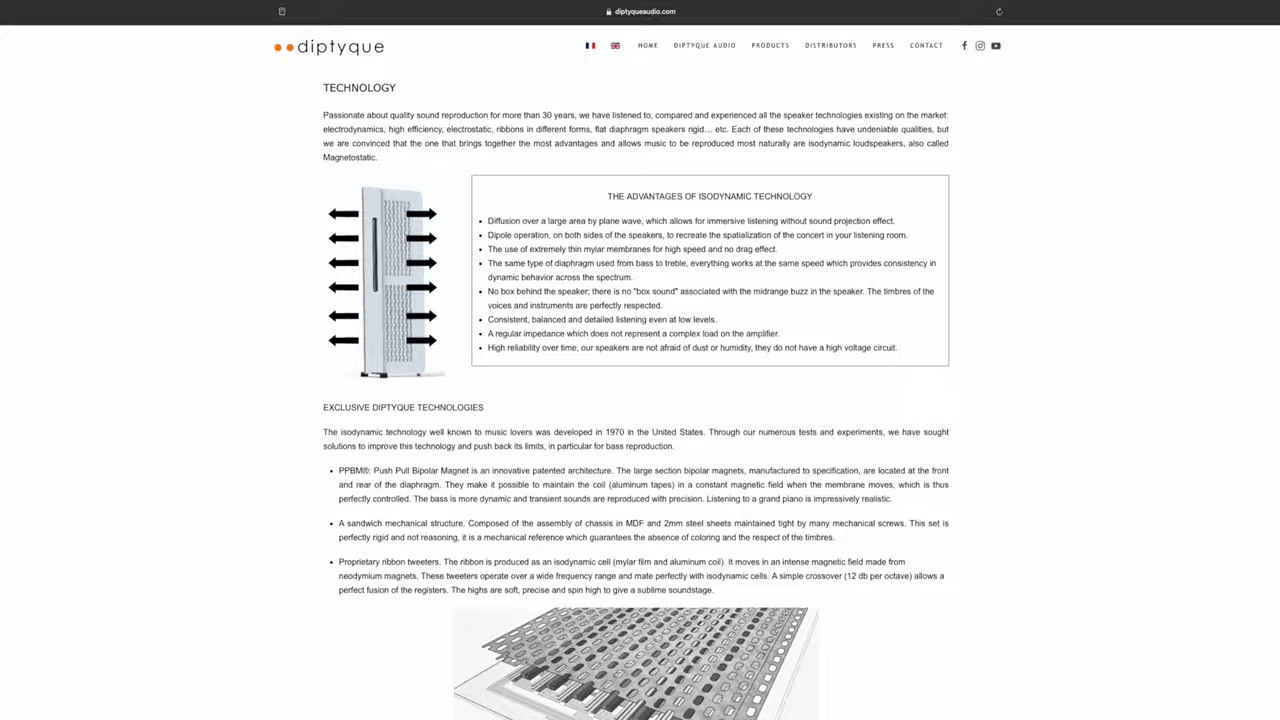 diptyqueaudio.com
diptyque
HOME DIPTYQUE AUDIO PRODUCTS DISTRIBUTORS PRESS CONTACT
TECHNOLOGY
Passionate about quality sound reproduction for more than 30 years, we have listened to, compared and experienced all the speaker technologies existing on the market:
electrodynamics, high efficiency, electrostatic, ribbons in different forms, flat diaphragm speakers rigid… etc. Each of these technologies have undeniable qualities, but
we are convinced that the one that brings together the most advantages and allows music to be reproduced most naturally are isodynamic loudspeakers, also called
Magnetostatic.
THE ADVANTAGES OF ISODYNAMIC TECHNOLOGY
• Diffusion over a large area by plane wave, which allows for immersive listening without sound projection effect.
• Dipole operation, on both sides of the speakers, to recreate the spatialization of the concert in your listening room.
• The use of extremely thin mylar membranes for high speed and no drag effect.
• The same type of diaphragm used from bass to treble, everything works at the same speed which provides consistency in
dynamic behavior across the spectrum.
• No box behind the speaker; there is no "box sound" associated with the midrange buzz in the speaker. The timbres of the
voices and instruments are perfectly respected.
• Consistent, balanced and detailed listening even at low levels.
• A regular impedance which does not represent a complex load on the amplifier.
• High reliability over time, our speakers are not afraid of dust or humidity, they do not have a high voltage circuit.
EXCLUSIVE DIPTYQUE TECHNOLOGIES
The isodynamic technology well known to music lovers was developed in 1970 in the United States. Through our numerous tests and experiments, we have sought
solutions to improve this technology and push back its limits, in particular for bass reproduction.
• PPBM®: Push Pull Bipolar Magnet is an innovative patented architecture. The large section bipolar magnets, manufactured to specification, are located at the front
and rear of the diaphragm. They make it possible to maintain the coil (aluminum tapes) in a constant magnetic field when the membrane moves, which is thus
perfectly controlled. The bass is more dynamic and transient sounds are reproduced with precision. Listening to a grand piano is impressively realistic.
• A sandwich mechanical structure. Composed of the assembly of chassis in MDF and 2mm steel sheets maintained tight by many mechanical screws. This set is
perfectly rigid and not reasoning, it is a mechanical reference which guarantees the absence of coloring and the respect of the timbres.
• Proprietary ribbon tweeters. The ribbon is produced as an isodynamic cell (mylar film and aluminum coil). It moves in an intense magnetic field made from
neodymium magnets. These tweeters operate over a wide frequency range and mate perfectly with isodynamic cells. A simple crossover (12 db per octave) allows a
perfect fusion of the registers. The highs are soft, precise and spin high to give a sublime soundstage.